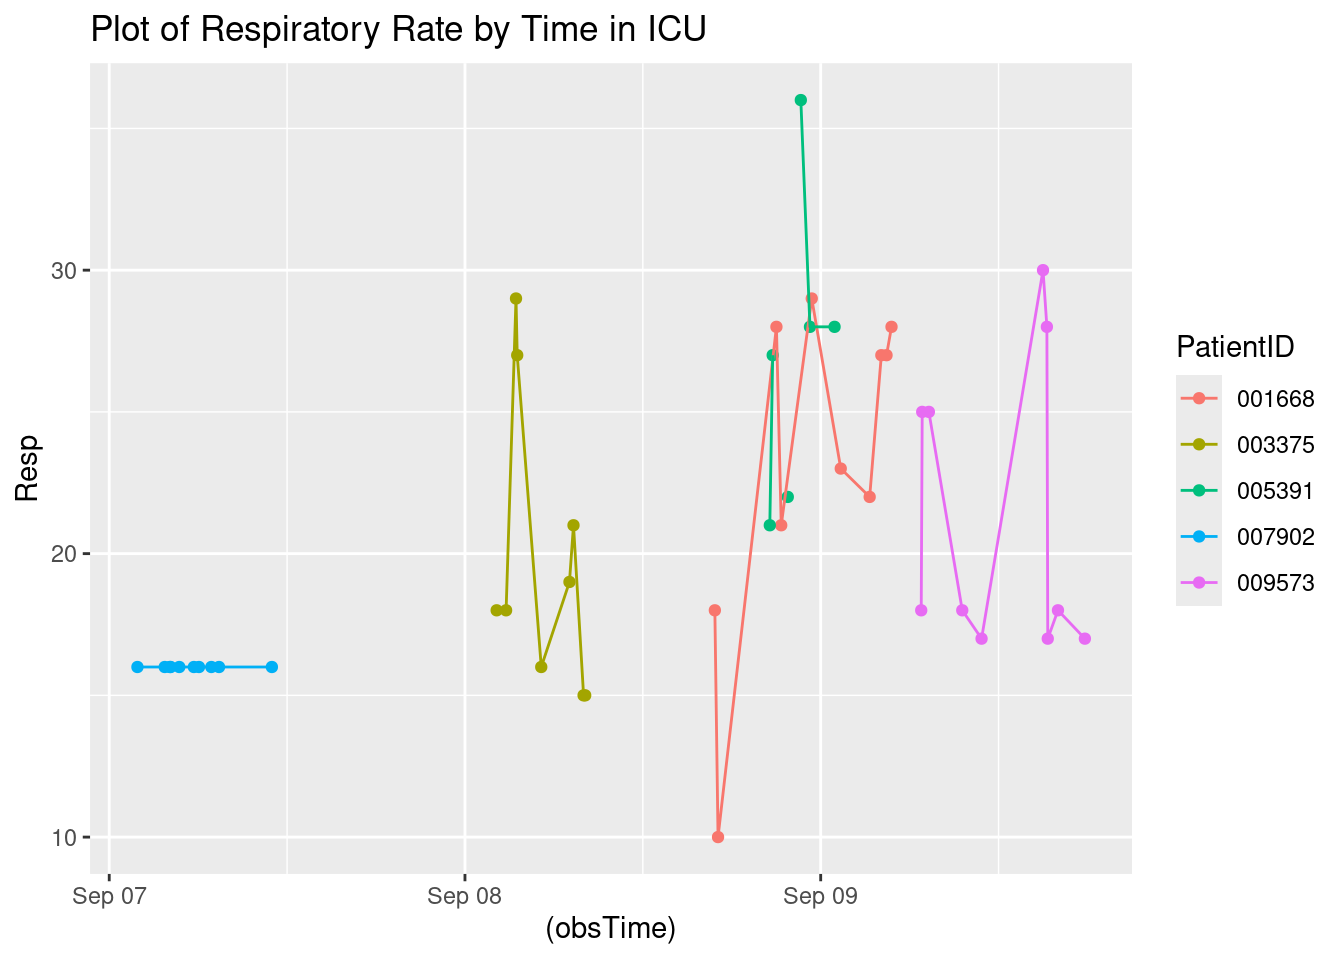 Plot of Respiratory Rate by Time in ICU
Resp
30
20
10
Sep 07
Sep 08
Sep 09
(obsTime)
PatientID
001668
003375
005391
007902
009573